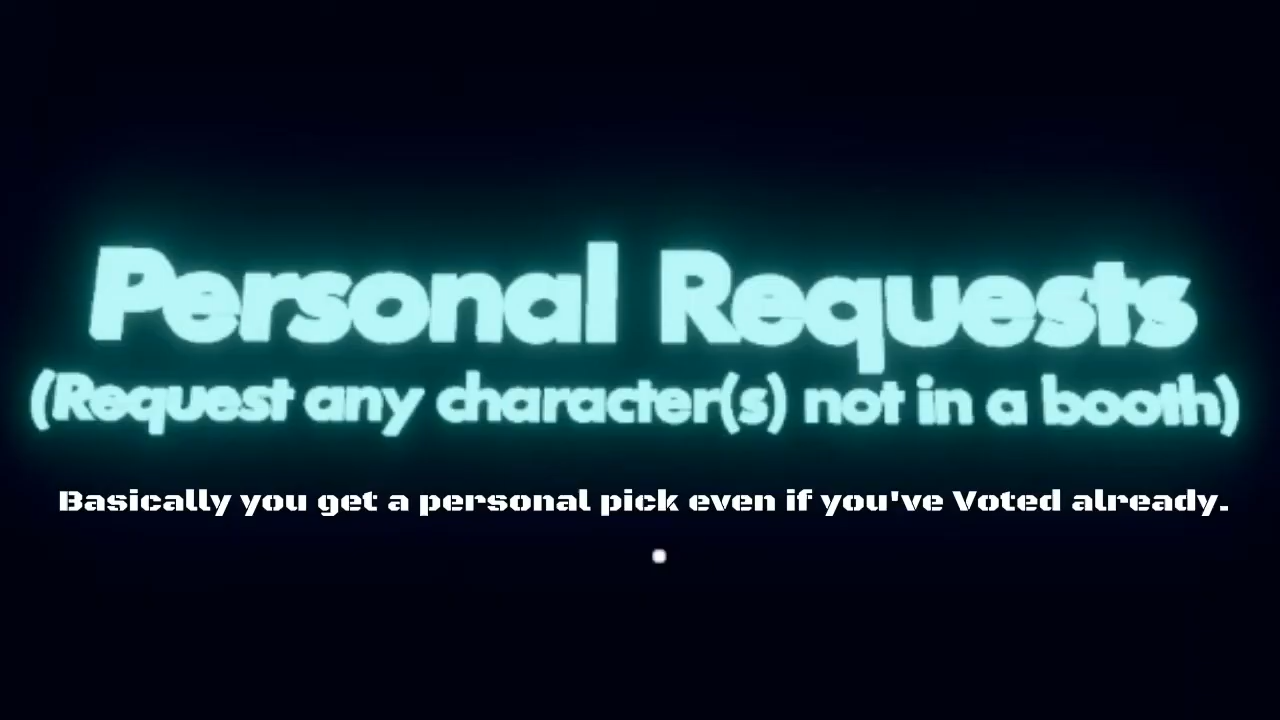 Personal Requests
(Request any character(s) not in a booth)
Basically you get a personal pick even if you've Voted already.